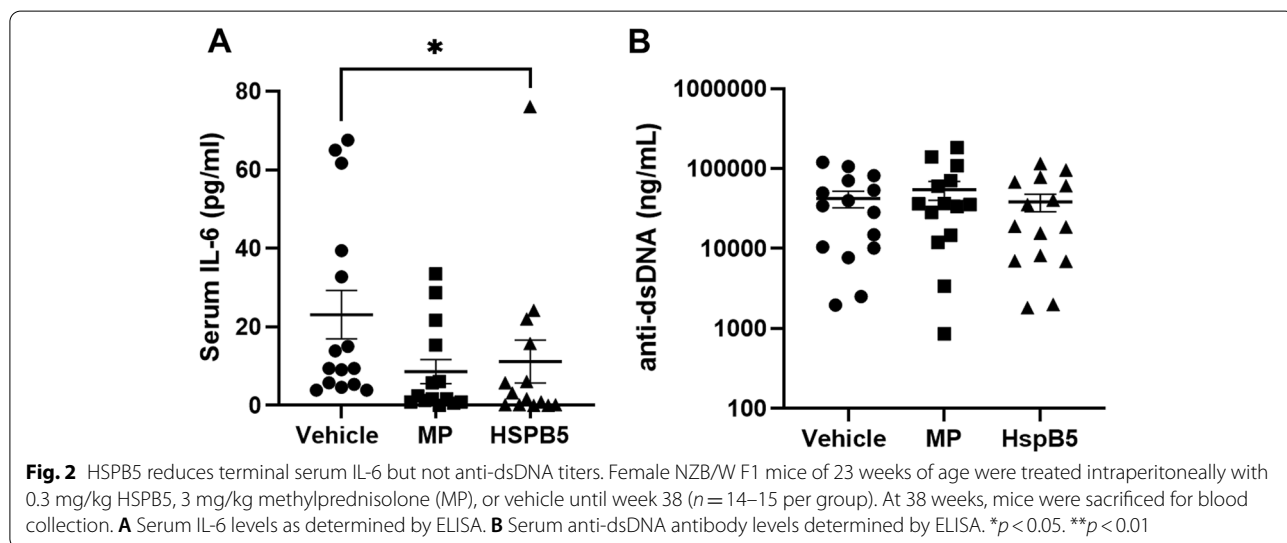 A
*
Serum IL-6 (pg/ml)
80
60
40
20
0
Vehicle MP HSPB5
B
anti-dsDNA (ng/mL)
1000000
100000
10000
1000
100
Vehicle MP HspB5
Fig. 2 HSPB5 reduces terminal serum IL-6 but not anti-dsDNA titers. Female NZB/W F1 mice of 23 weeks of age were treated intraperitoneally with
0.3 mg/kg HSPB5, 3 mg/kg methylprednisolone (MP), or vehicle until week 38 (n = 14–15 per group). At 38 weeks, mice were sacrificed for blood
collection. A Serum IL-6 levels as determined by ELISA. B Serum anti-dsDNA antibody levels determined by ELISA. *p < 0.05. **p < 0.01